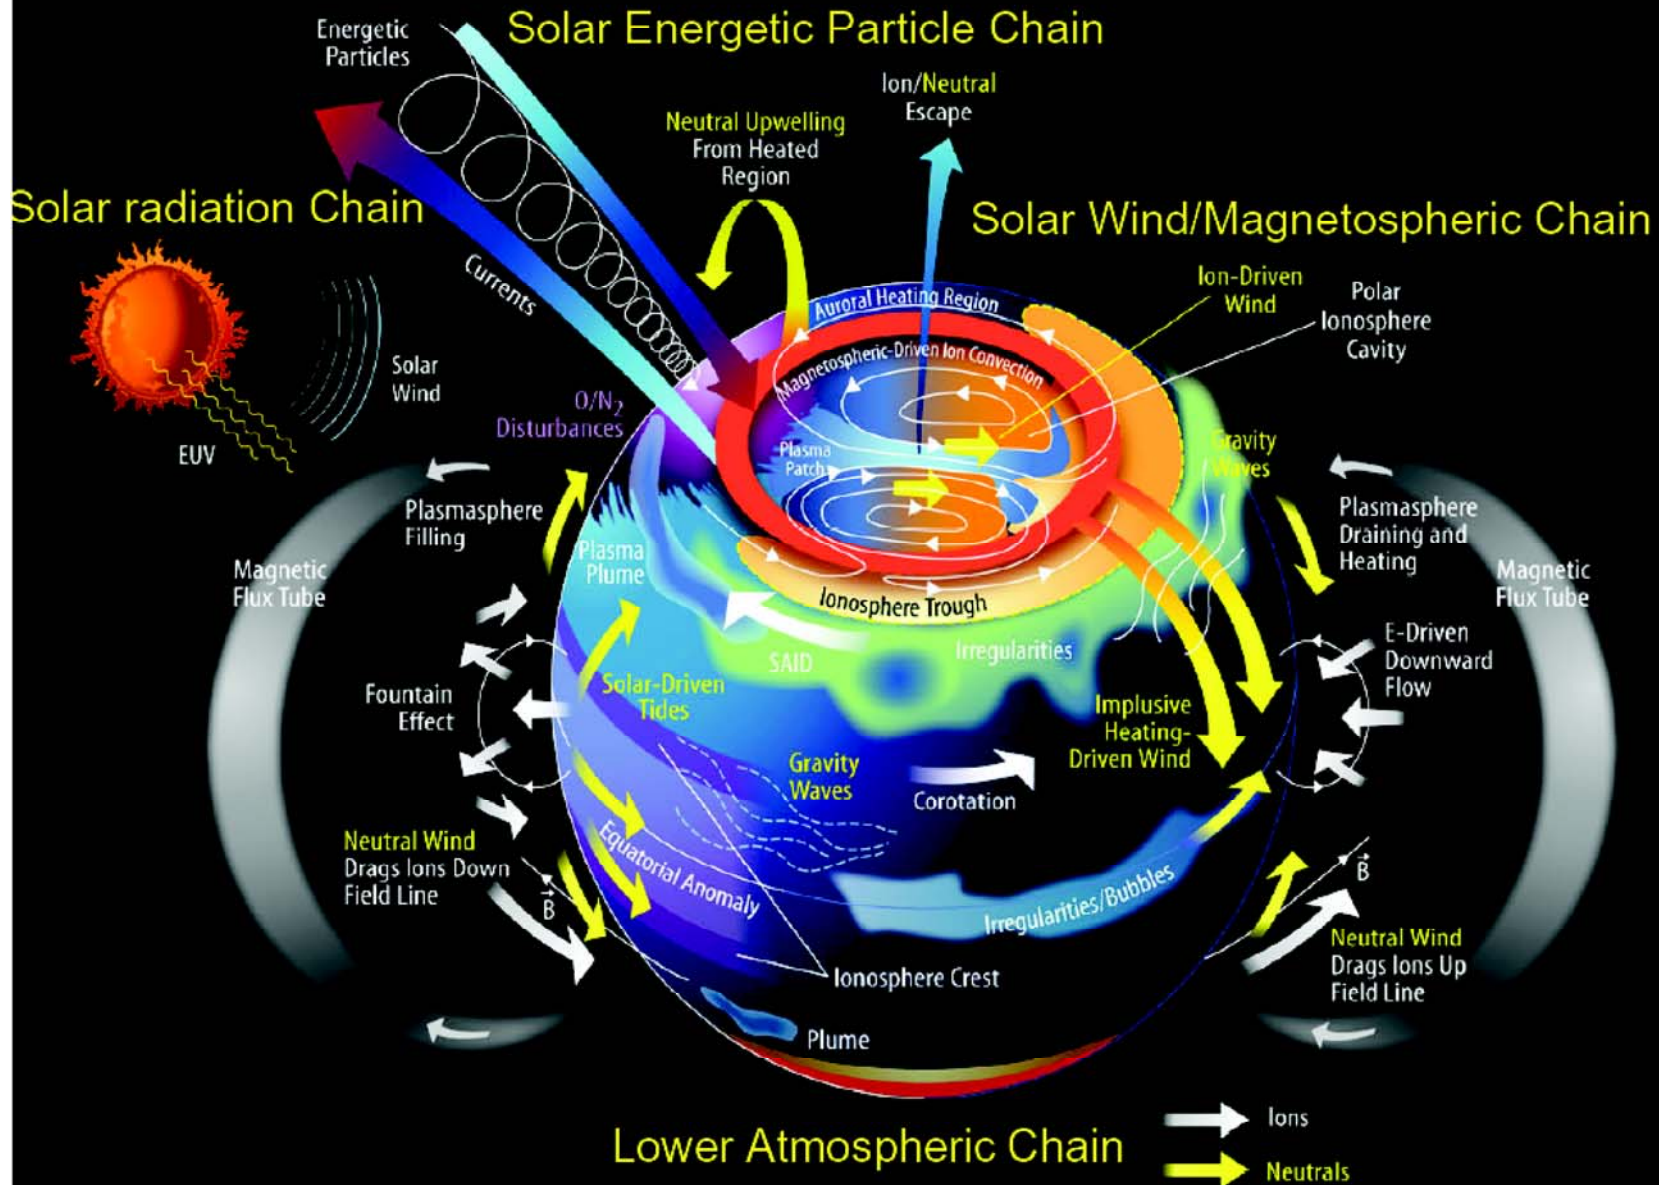 Solar Energetic Particle Chain
Energetic
Particles
Ion/Neutral
Escape
Neutral Upwelling
From Heated
Region
Solar radiation Chain
Solar Wind/Magnetospheric Chain
Currents
Ion-Driven
Wind
Polar
Ionosphere
Cavity
Auroral Heating Region
Magnetospheric-Driven Ion Convection
Solar
Wind
EUV
O/N2
Disturbances
Plasma
Patch
Gravity
Waves
Plasmasphere
Filling
Plasmasphere
Draining and
Heating
Magnetic
Flux Tube
Plasma
Plume
Magnetic
Flux Tube
Ionosphere Trough
E-Driven
Downward
Flow
SAID
Irregularities
Fountain
Effect
Solar-Driven
Tides
Implusive
Heating-
Driven Wind
Gravity
Waves
Corotation
Neutral Wind
Drags Ions Down
Field Line
B
Equatorial Anomaly
Irregularities/Bubbles
B
Neutral Wind
Drags Ions Up
Field Line
Ionosphere Crest
Plume
Lower Atmospheric Chain
Ions
Neutrals